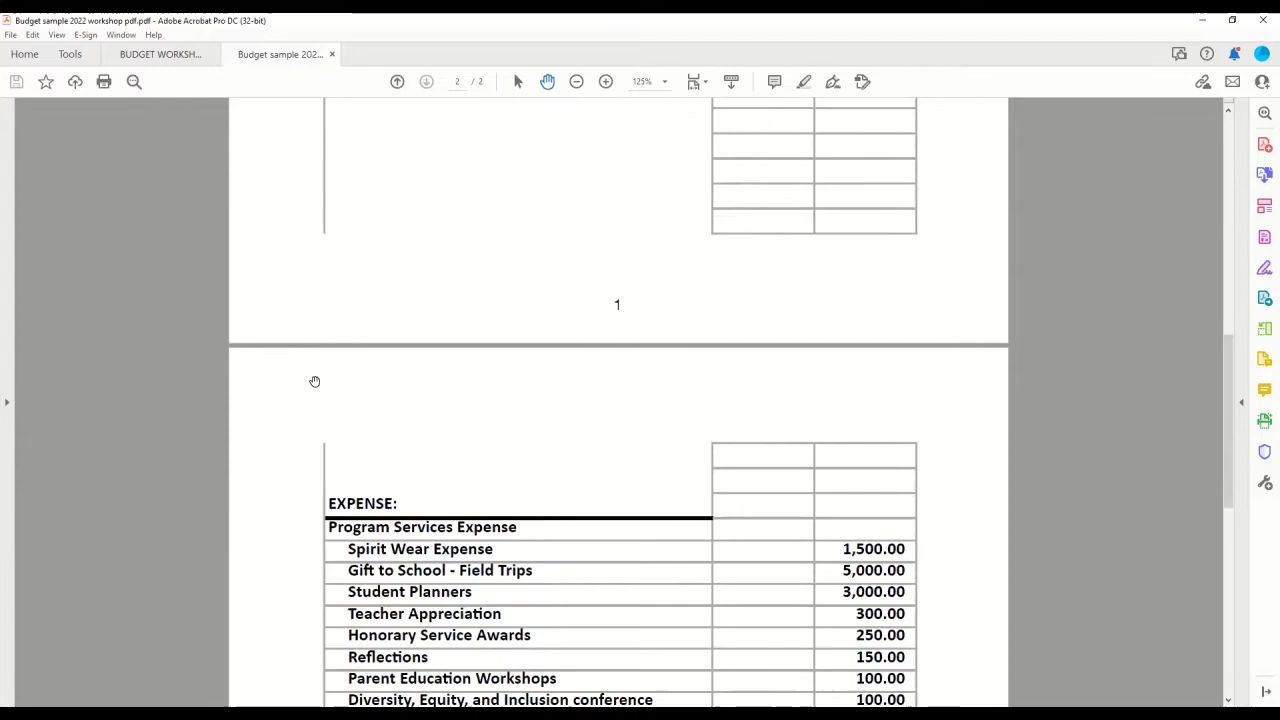 Budget sample 2022 workshop pdf.pdf - Adobe Acrobat Pro DC (32-bit)
File Edit View E-Sign Window Help
Home Tools BUDGET WORKSH... Budget sample 202... ×
2 / 2 125%
1
EXPENSE:
Program Services Expense
Spirit Wear Expense 1,500.00
Gift to School - Field Trips 5,000.00
Student Planners 3,000.00
Teacher Appreciation 300.00
Honorary Service Awards 250.00
Reflections 150.00
Parent Education Workshops 100.00
Diversity, Equity, and Inclusion conference 100.00